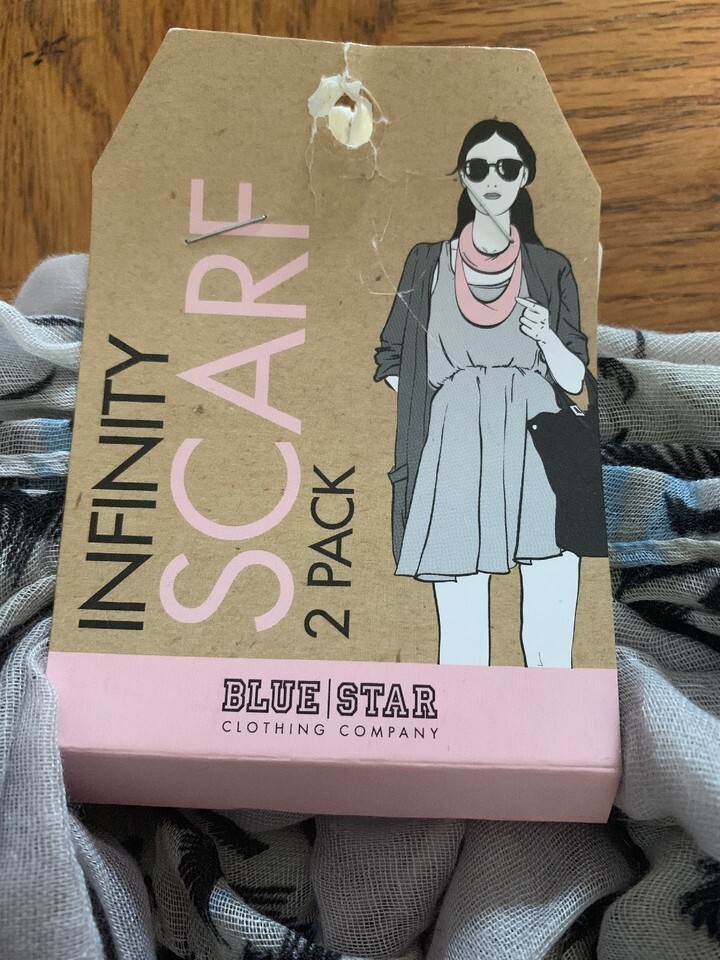 INFINITY
SCARF
2 PACK
BLUE|STAR
CLOTHING COMPANY